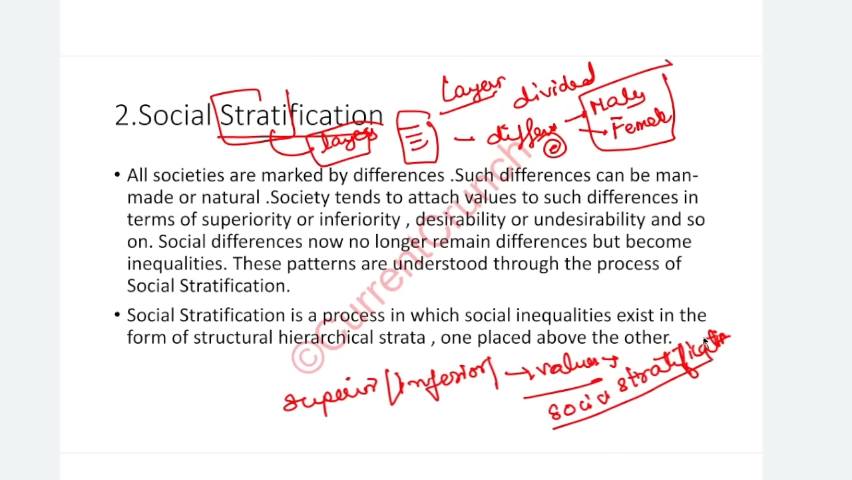 Layer
divided
2.Social Stratification
layers
differ
Male
Female
• All societies are marked by differences .Such differences can be man-
made or natural .Society tends to attach values to such differences in
terms of superiority or inferiority , desirability or undesirability and so
on. Social differences now no longer remain differences but become
inequalities. These patterns are understood through the process of
Social Stratification.
• Social Stratification is a process in which social inequalities exist in the
form of structural hierarchical strata , one placed above the other.
©CurrentCrunch
superior/inferior → values →
social stratification